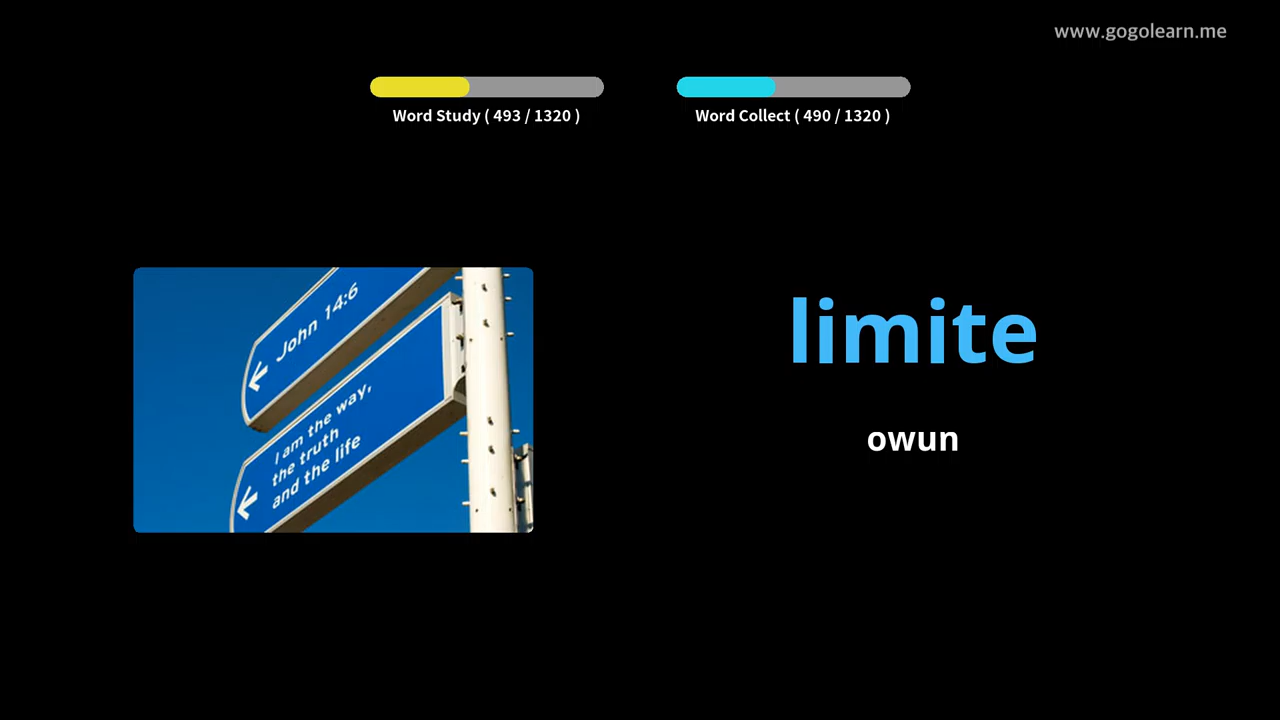 www.gogolearn.me
Word Study ( 493 / 1320 )
Word Collect ( 490 / 1320 )
John 14:6
I am the way,
the truth
and the life
limite
owun